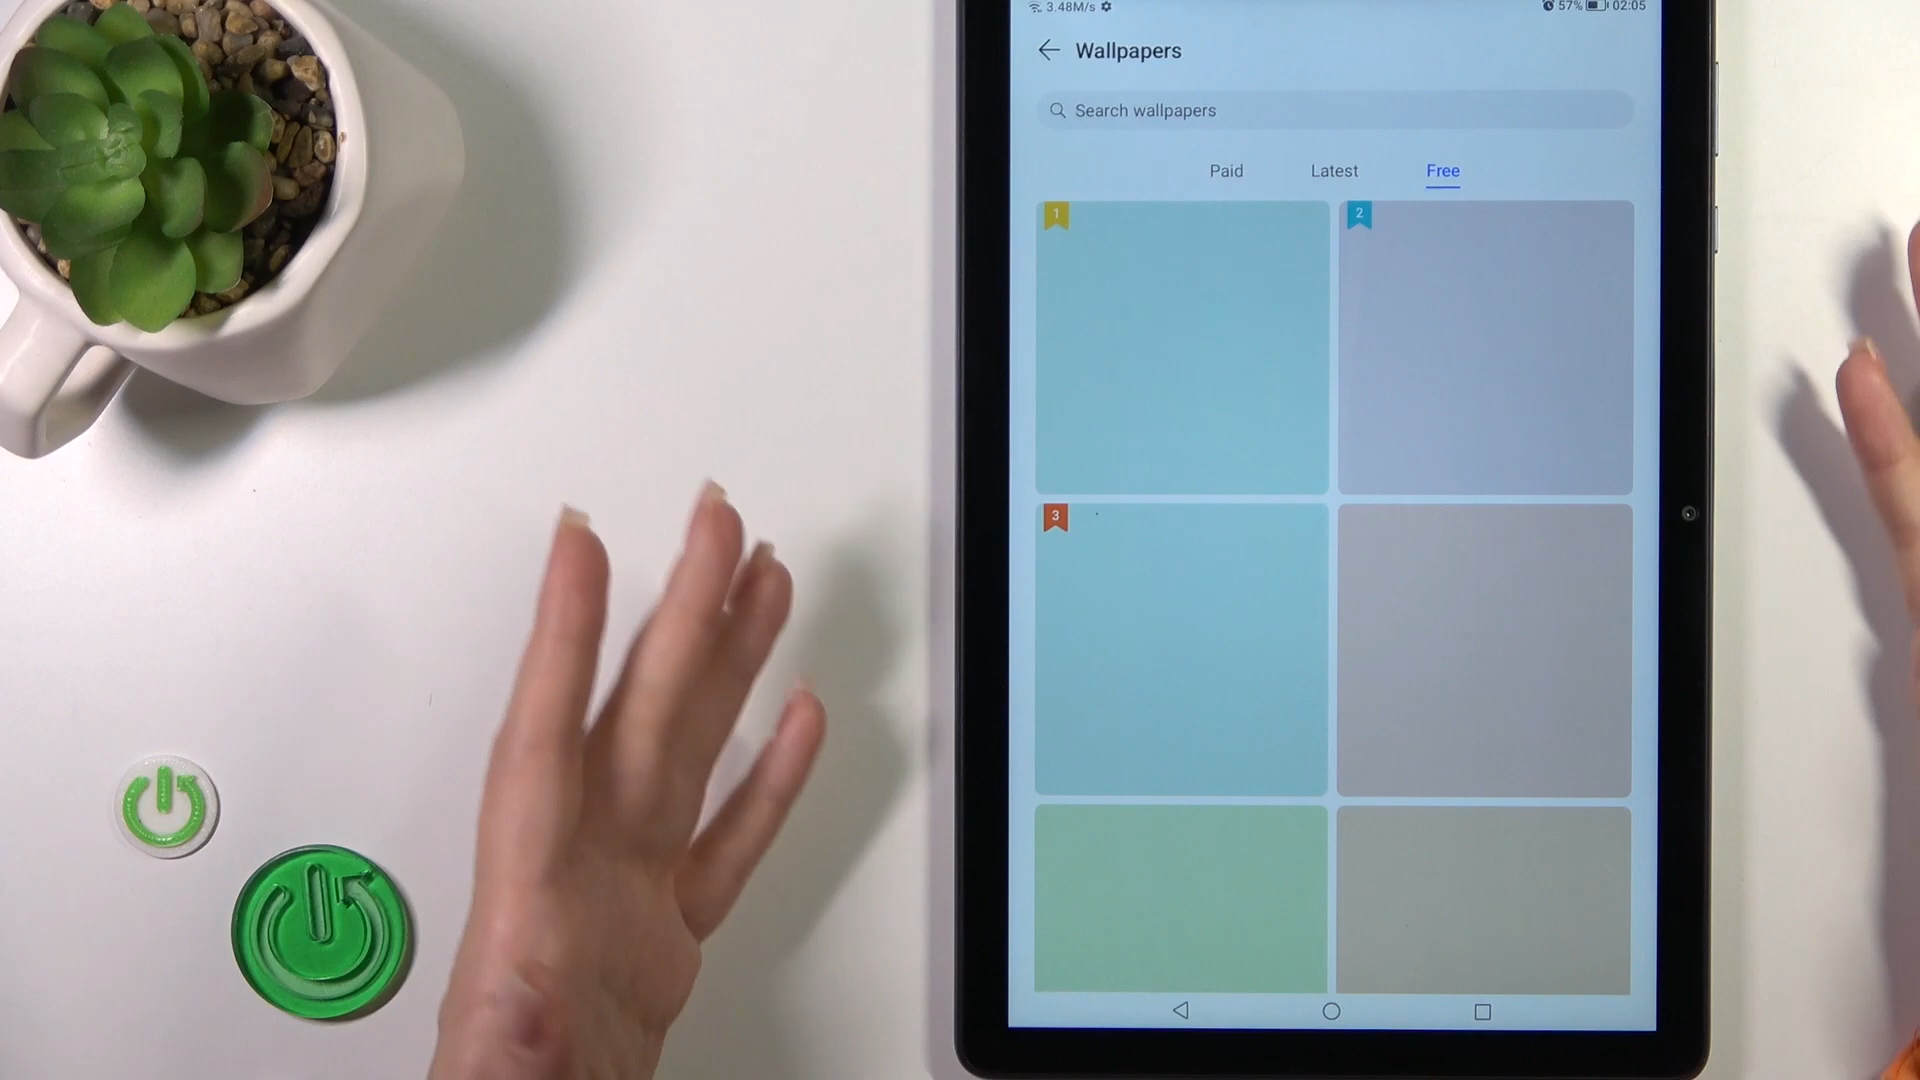 3.48M/s 57% 02:05
Wallpapers
Search wallpapers
Paid Latest Free
1 2
3